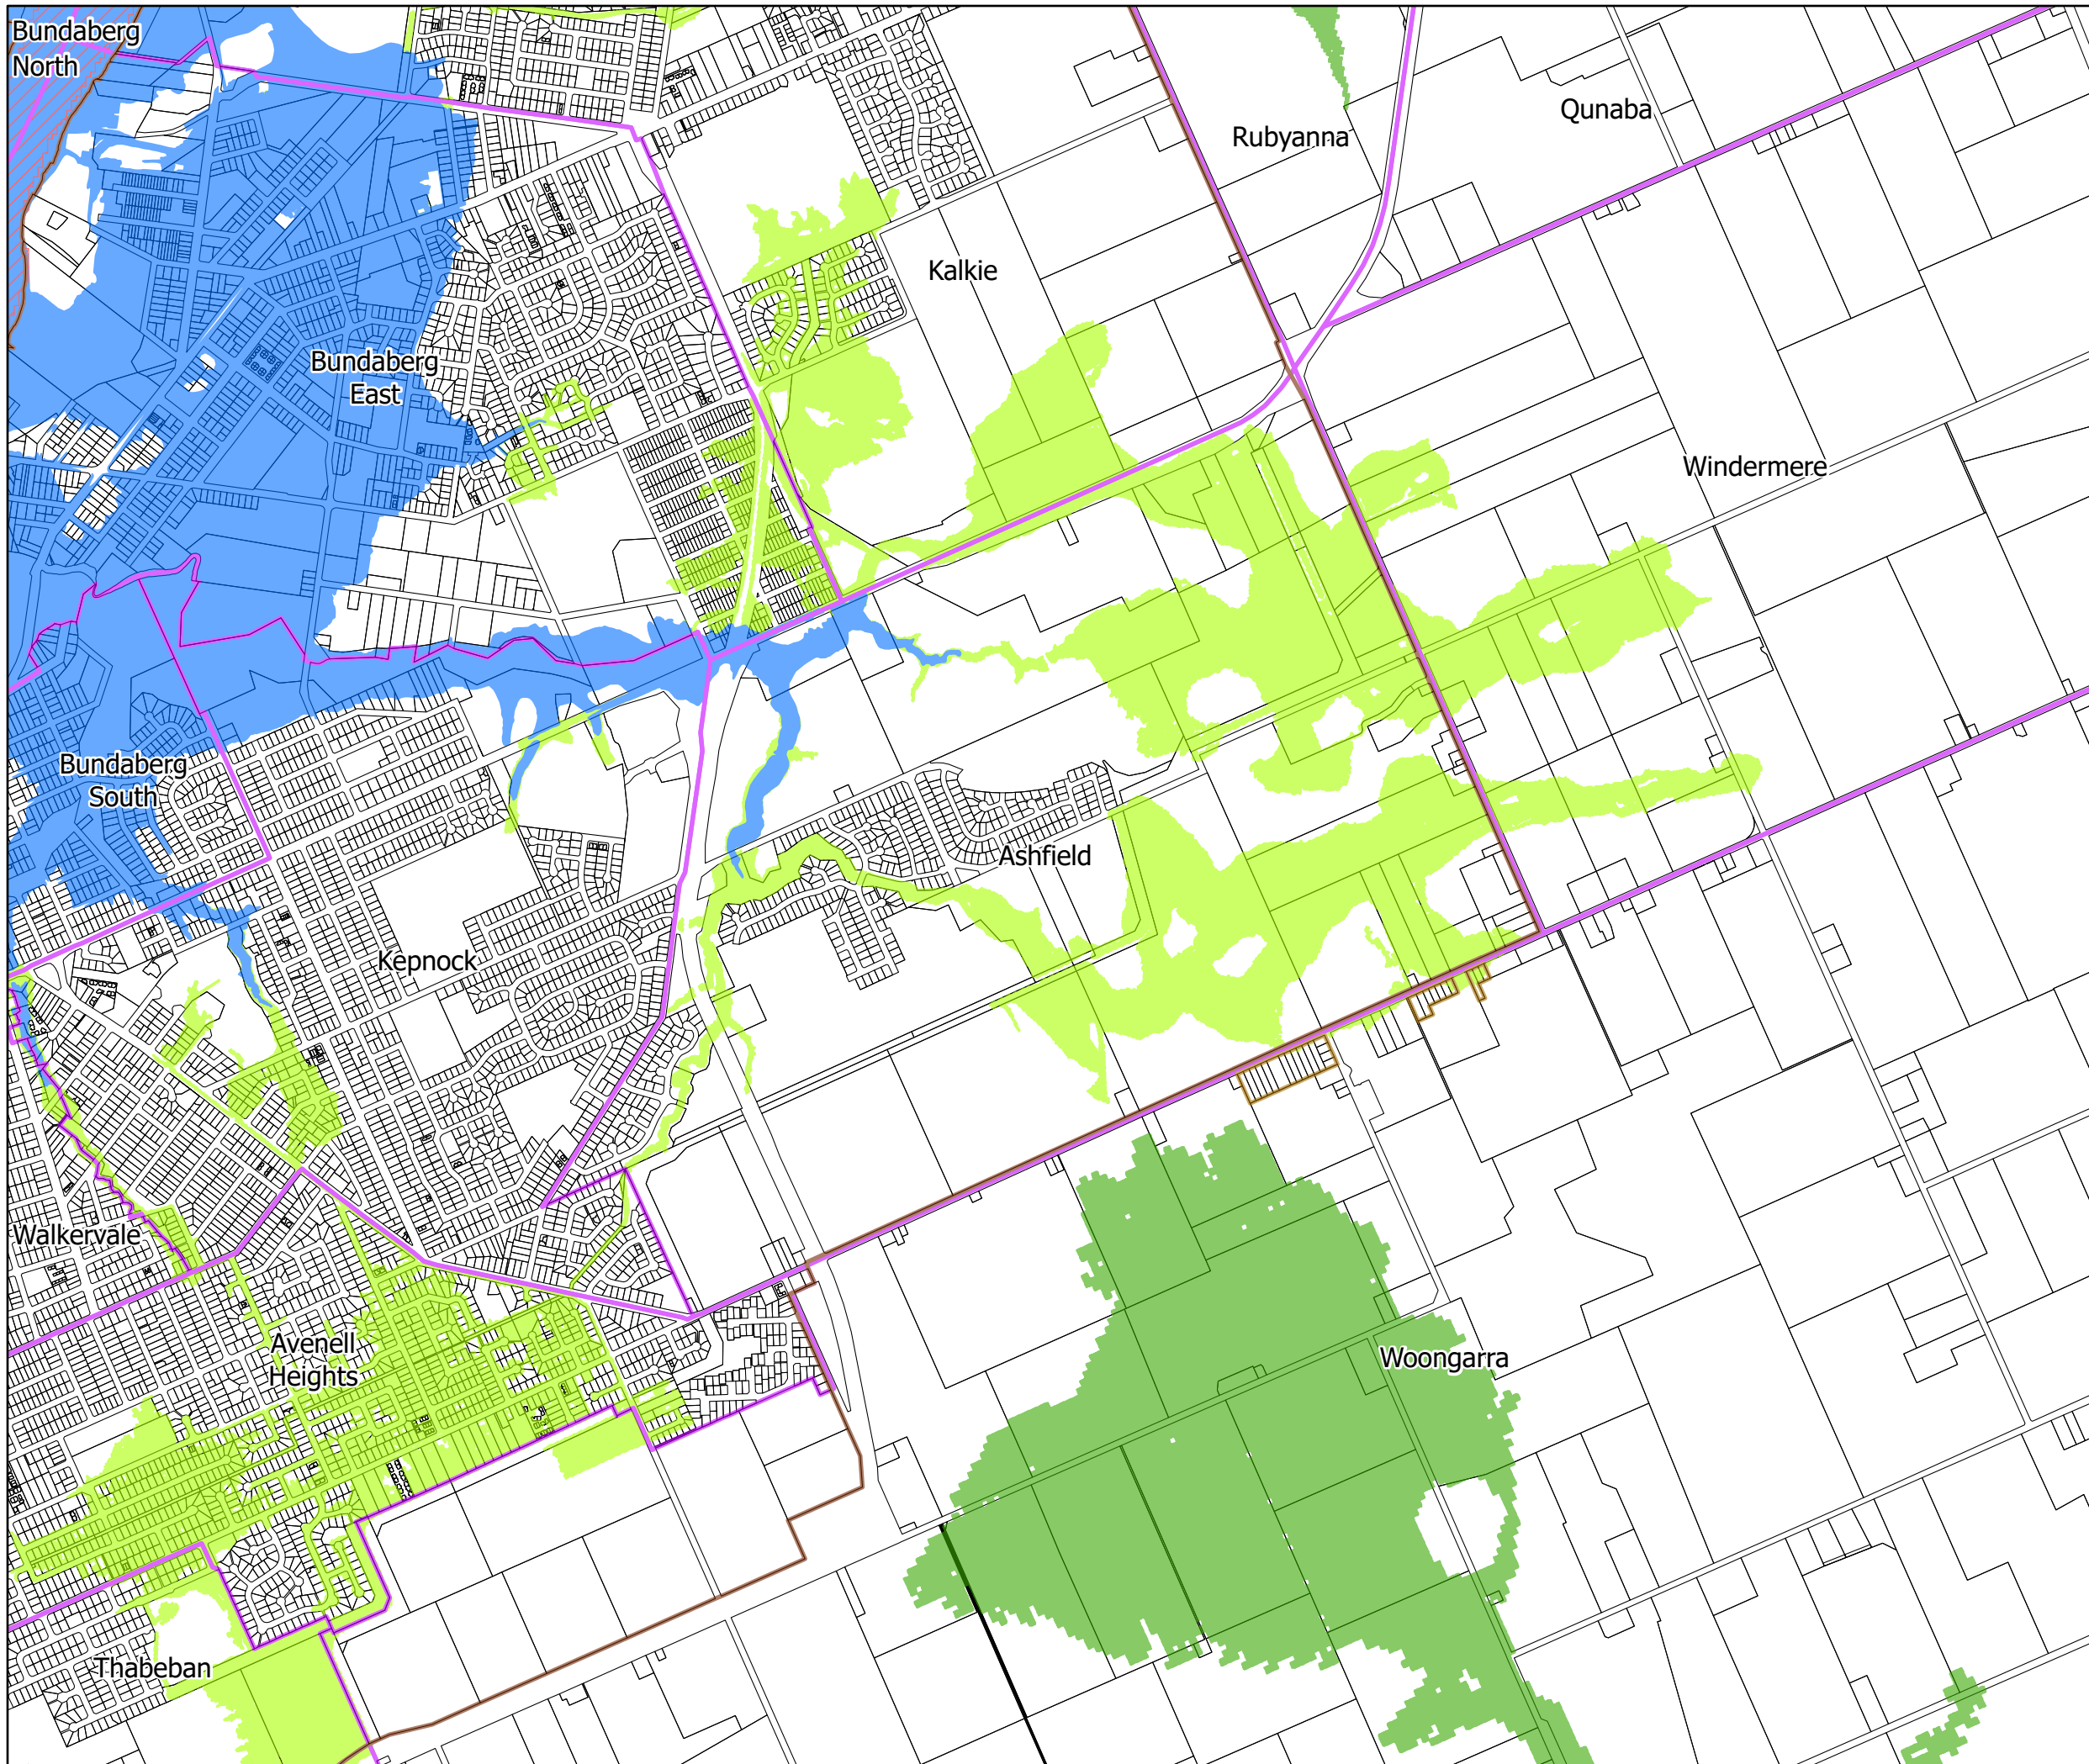 Bundaberg
North
Qunaba
Rubyanna
Kalkie
Bundaberg
East
Windermere
Bundaberg
South
Ashfield
Kepnock
Walkervale
Avenell
Heights
Woongarra
Thabeban